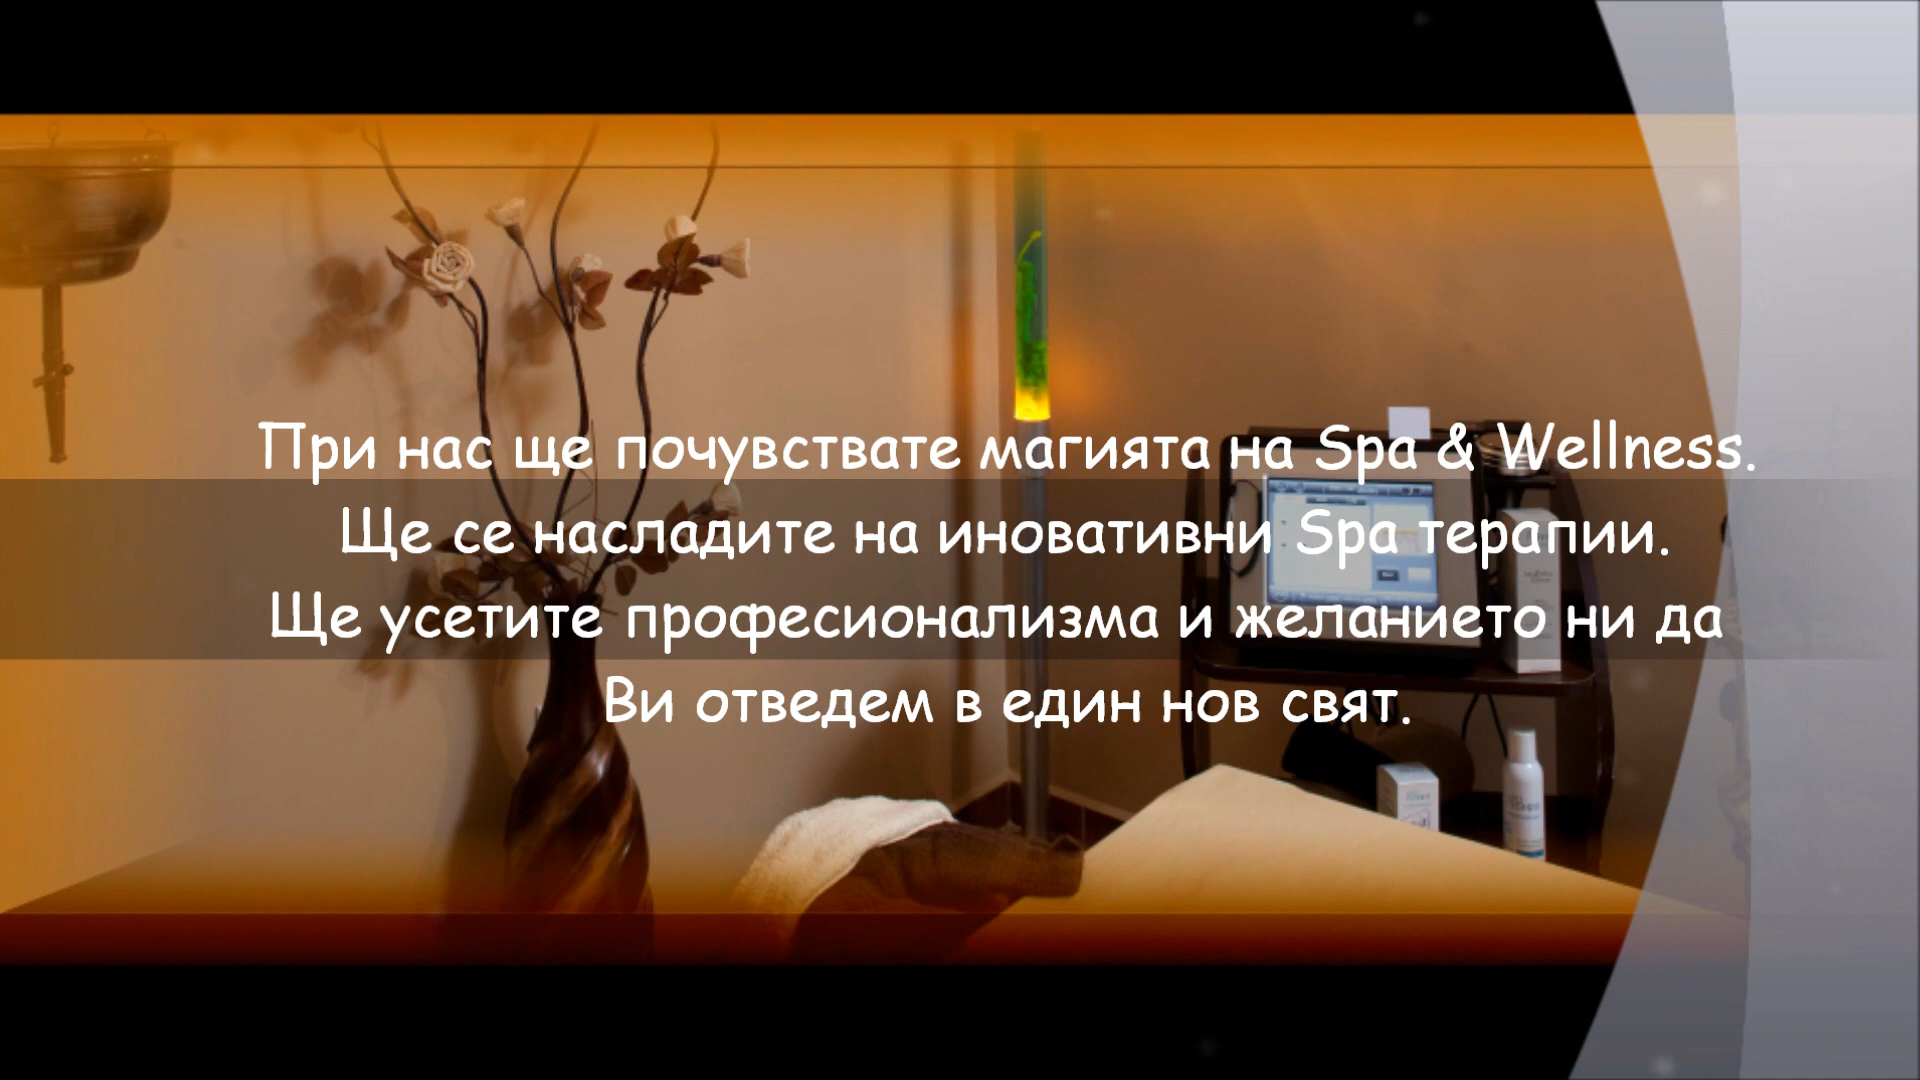 При нас ще почувствате магията на Spa & Wellness.
Ще се насладите на иновативни Spa терапии.
Ще усетите професионализма и желанието ни да
Ви отведем в един нов свят.